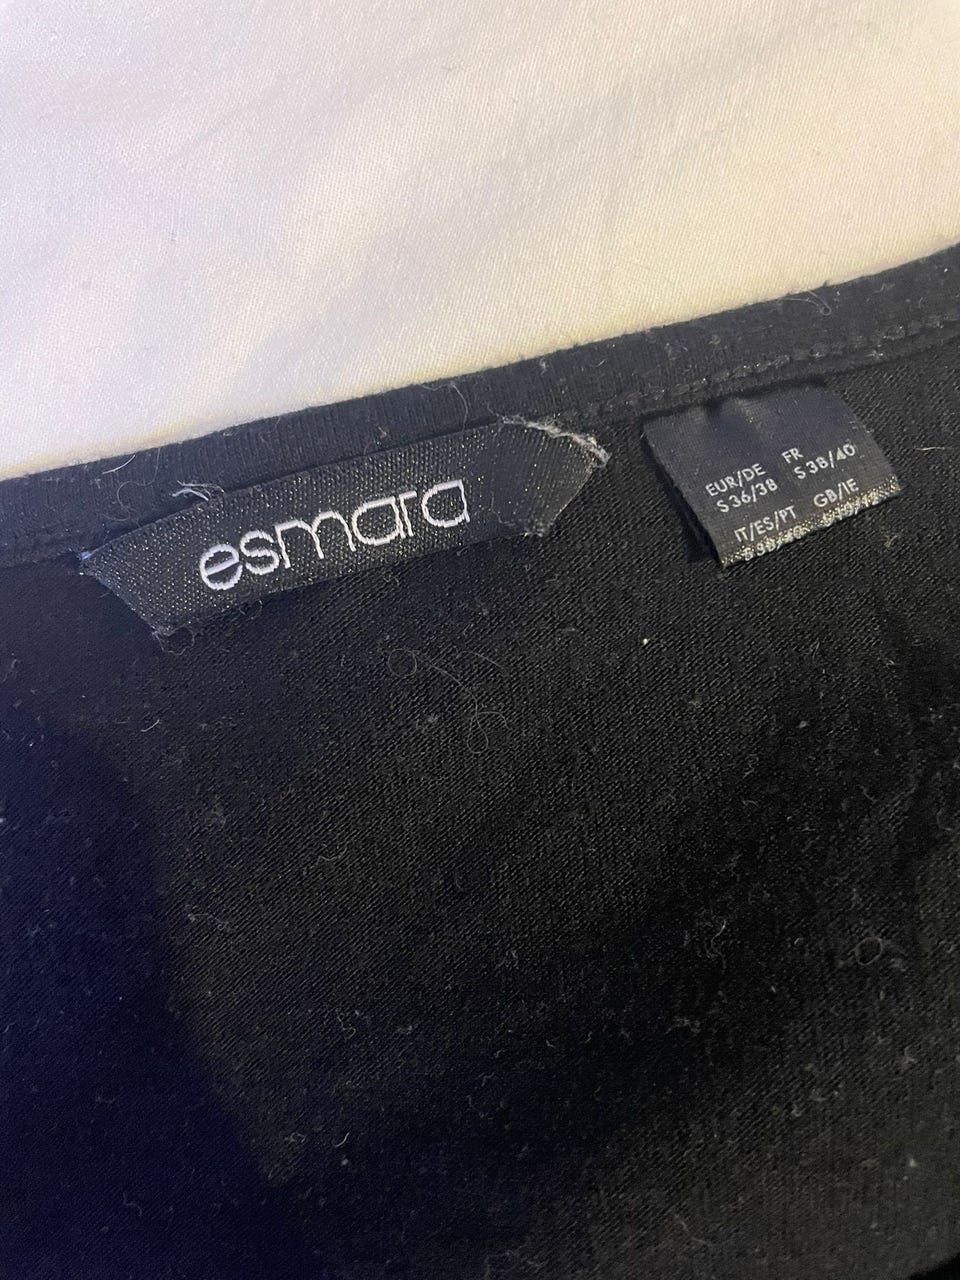 esmara
EUR/DE FR
S 36/38 S 38/40
IT/ES/PT GB/IE